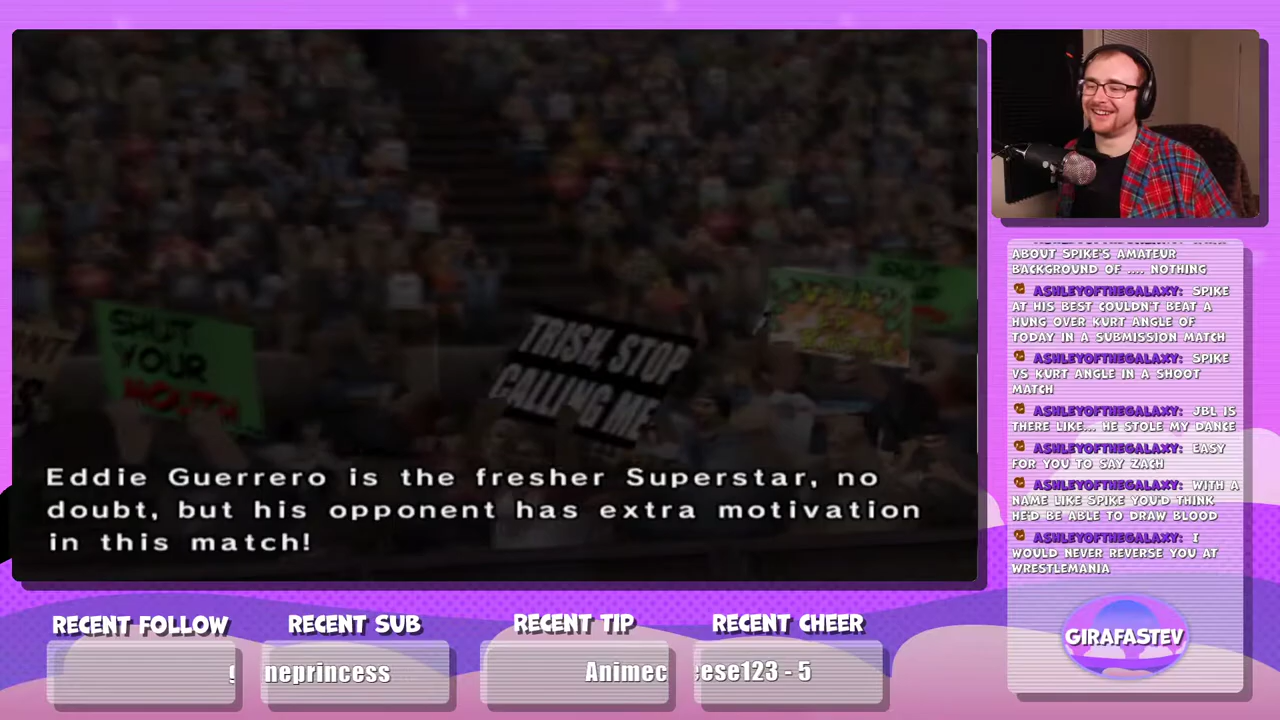 SHUT
YOUR
MOUTH
TRISH, STOP
CALLING ME
SHUT
Eddie Guerrero is the fresher Superstar, no
doubt, but his opponent has extra motivation
in this match!
ABOUT SPIKE'S AMATEUR
BACKGROUND OF .... NOTHING
ASHLEYOFTHEGALAXY: SPIKE
AT HIS BEST COULDN'T BEAT A
HUNG OVER KURT ANGLE OF
TODAY IN A SUBMISSION MATCH
ASHLEYOFTHEGALAXY: SPIKE
VS KURT ANGLE IN A SHOOT
MATCH
ASHLEYOFTHEGALAXY: JBL IS
THERE LIKE... HE STOLE MY DANCE
ASHLEYOFTHEGALAXY: EASY
FOR YOU TO SAY ZACH
ASHLEYOFTHEGALAXY: WITH A
NAME LIKE SPIKE YOU'D THINK
HE'D BE ABLE TO DRAW BLOOD
ASHLEYOFTHEGALAXY: I
WOULD NEVER REVERSE YOU AT
WRESTLEMANIA
GIRAFASTEV
RECENT FOLLOW
RECENT SUB
RECENT TIP
RECENT CHEER
neprincess
Animec
ese123 - 5